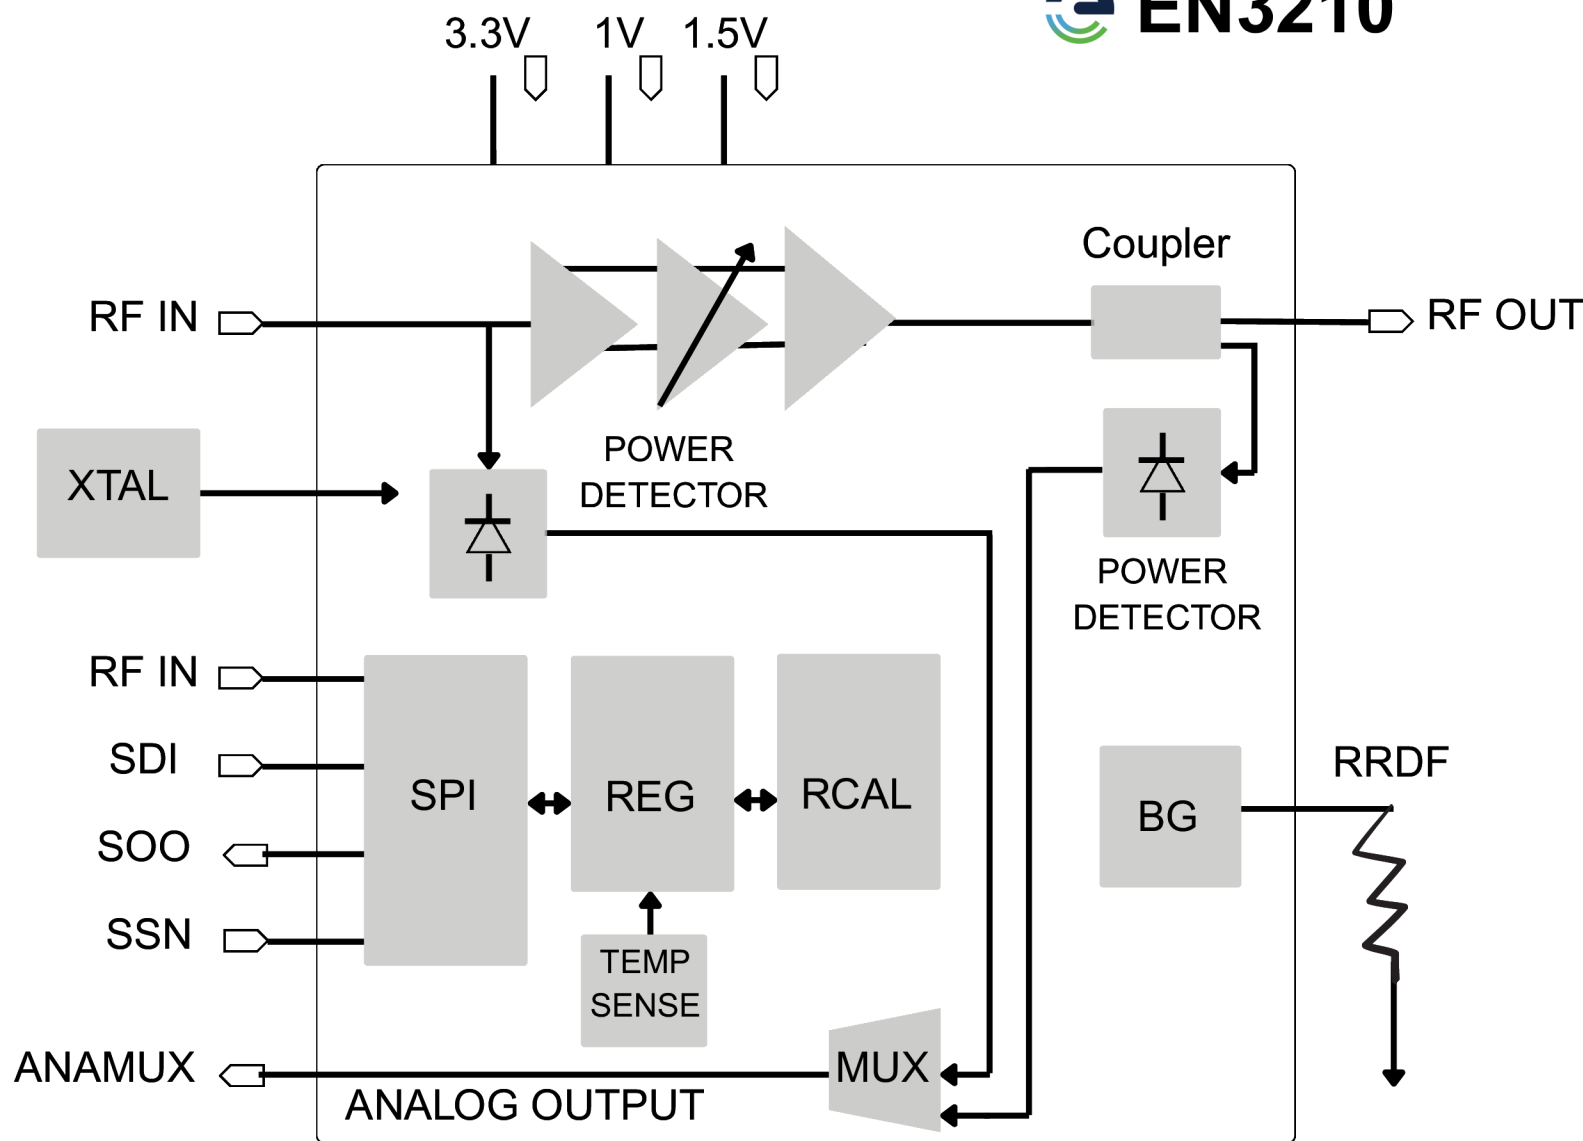 EN3210
3.3V 1V 1.5V
Coupler
RF IN
RF OUT
XTAL
POWER
DETECTOR
POWER
DETECTOR
RF IN
SDI
SOO
SSN
SPI
REG
RCAL
BG
RRDF
TEMP
SENSE
ANAMUX
MUX
ANALOG OUTPUT